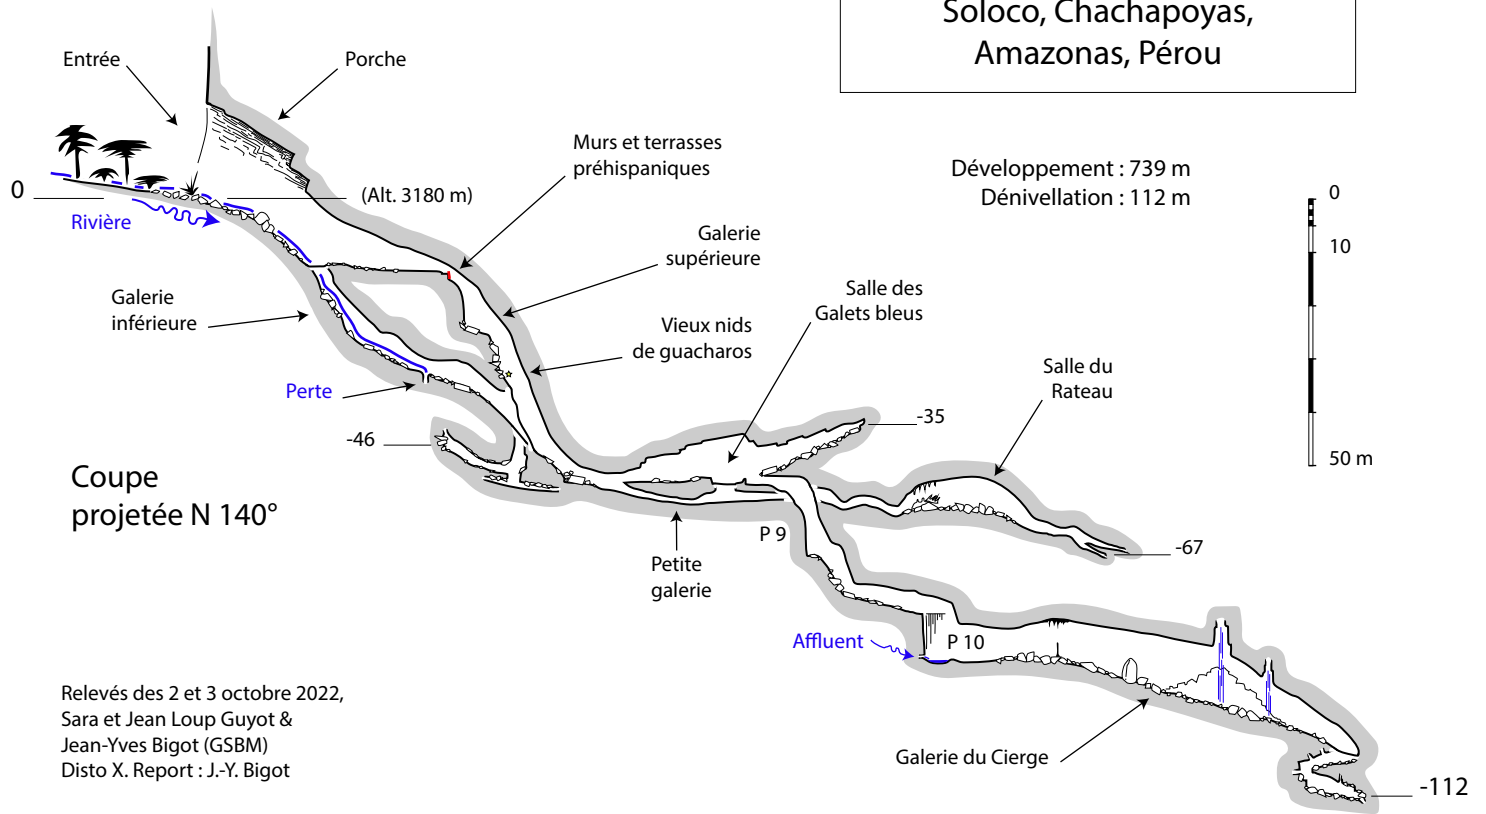 Soloco, Chachapoyas,
Amazonas, Pérou
Entrée
Porche
Murs et terrasses
préhispaniques
Développement : 739 m
Dénivellation : 112 m
0
(Alt. 3180 m)
Rivière
0
10
50 m
Galerie
supérieure
Galerie
inférieure
Salle des
Galets bleus
Vieux nids
de guacharos
Salle du
Rateau
Perte
-35
-46
Coupe
projetée N 140°
P 9
-67
Petite
galerie
Affluent
P 10
Relevés des 2 et 3 octobre 2022,
Sara et Jean Loup Guyot &
Jean-Yves Bigot (GSBM)
Disto X. Report : J.-Y. Bigot
Galerie du Cierge
-112